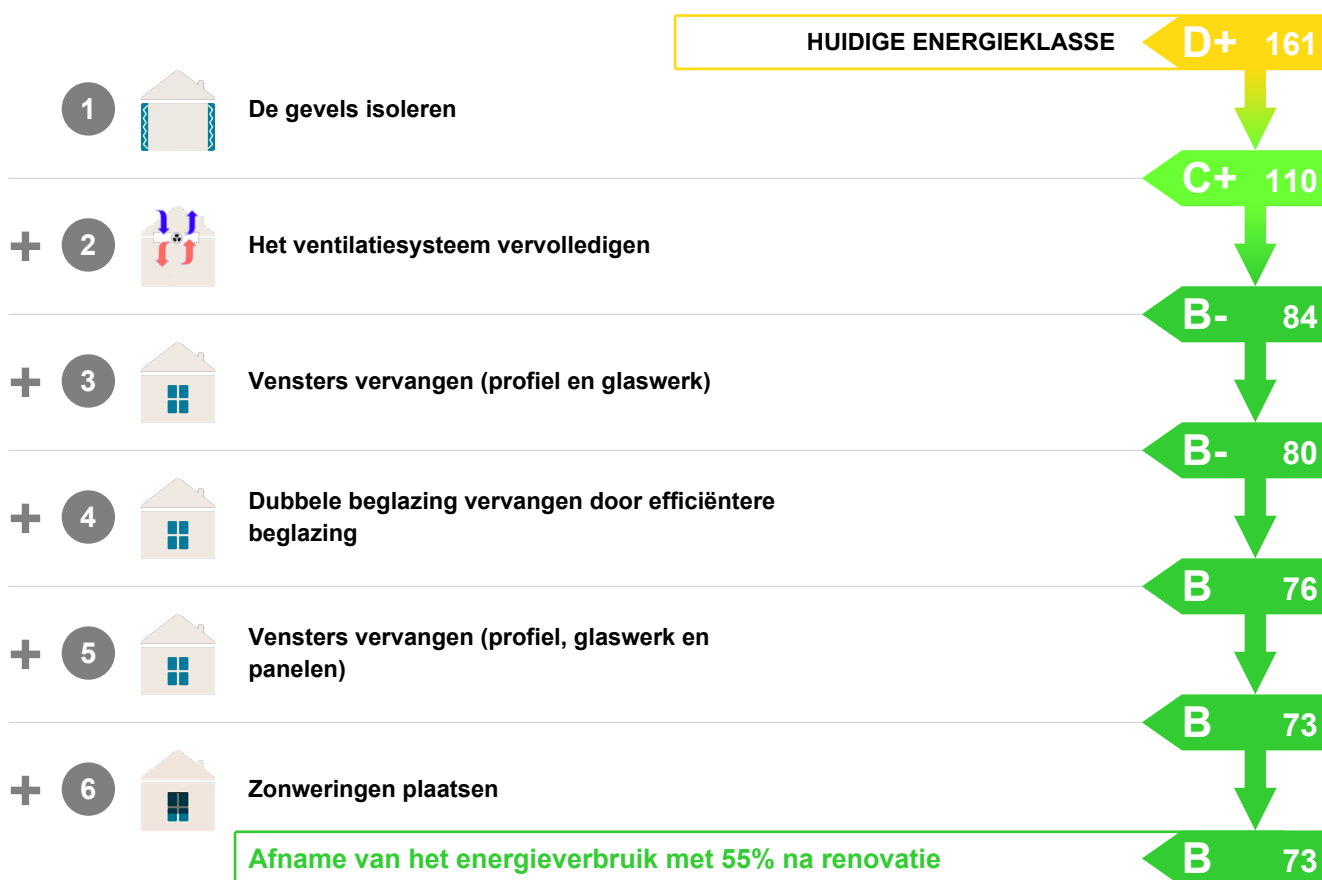 HUIDIGE ENERGIEKLASSE D+ 161
1 De gevels isoleren
C+ 110
+ 2 Het ventilatiesysteem vervolledigen
B- 84
+ 3 Vensters vervangen (profiel en glaswerk)
B- 80
+ 4 Dubbele beglazing vervangen door efficiëntere
beglazing
B 76
+ 5 Vensters vervangen (profiel, glaswerk en
panelen)
B 73
+ 6 Zonweringen plaatsen
Afname van het energieverbruik met 55% na renovatie B 73